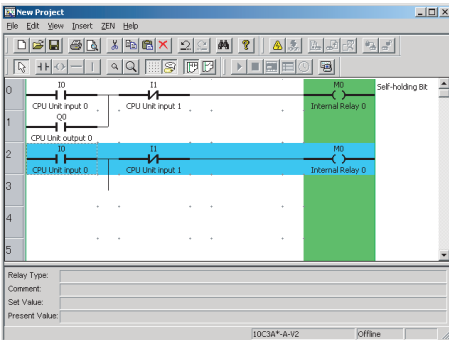 New Project
File Edit View Insert ZEN Help
0
I0
I1
M0
Self-holding Bit
CPU Unit input 0
CPU Unit input 1
Internal Relay 0
1
Q0
CPU Unit output 0
2
I0
I1
M0
CPU Unit input 0
CPU Unit input 1
Internal Relay 0
3
4
5
Relay Type:
Comment:
Set Value:
Present Value:
10C3A*-A-V2
Offline